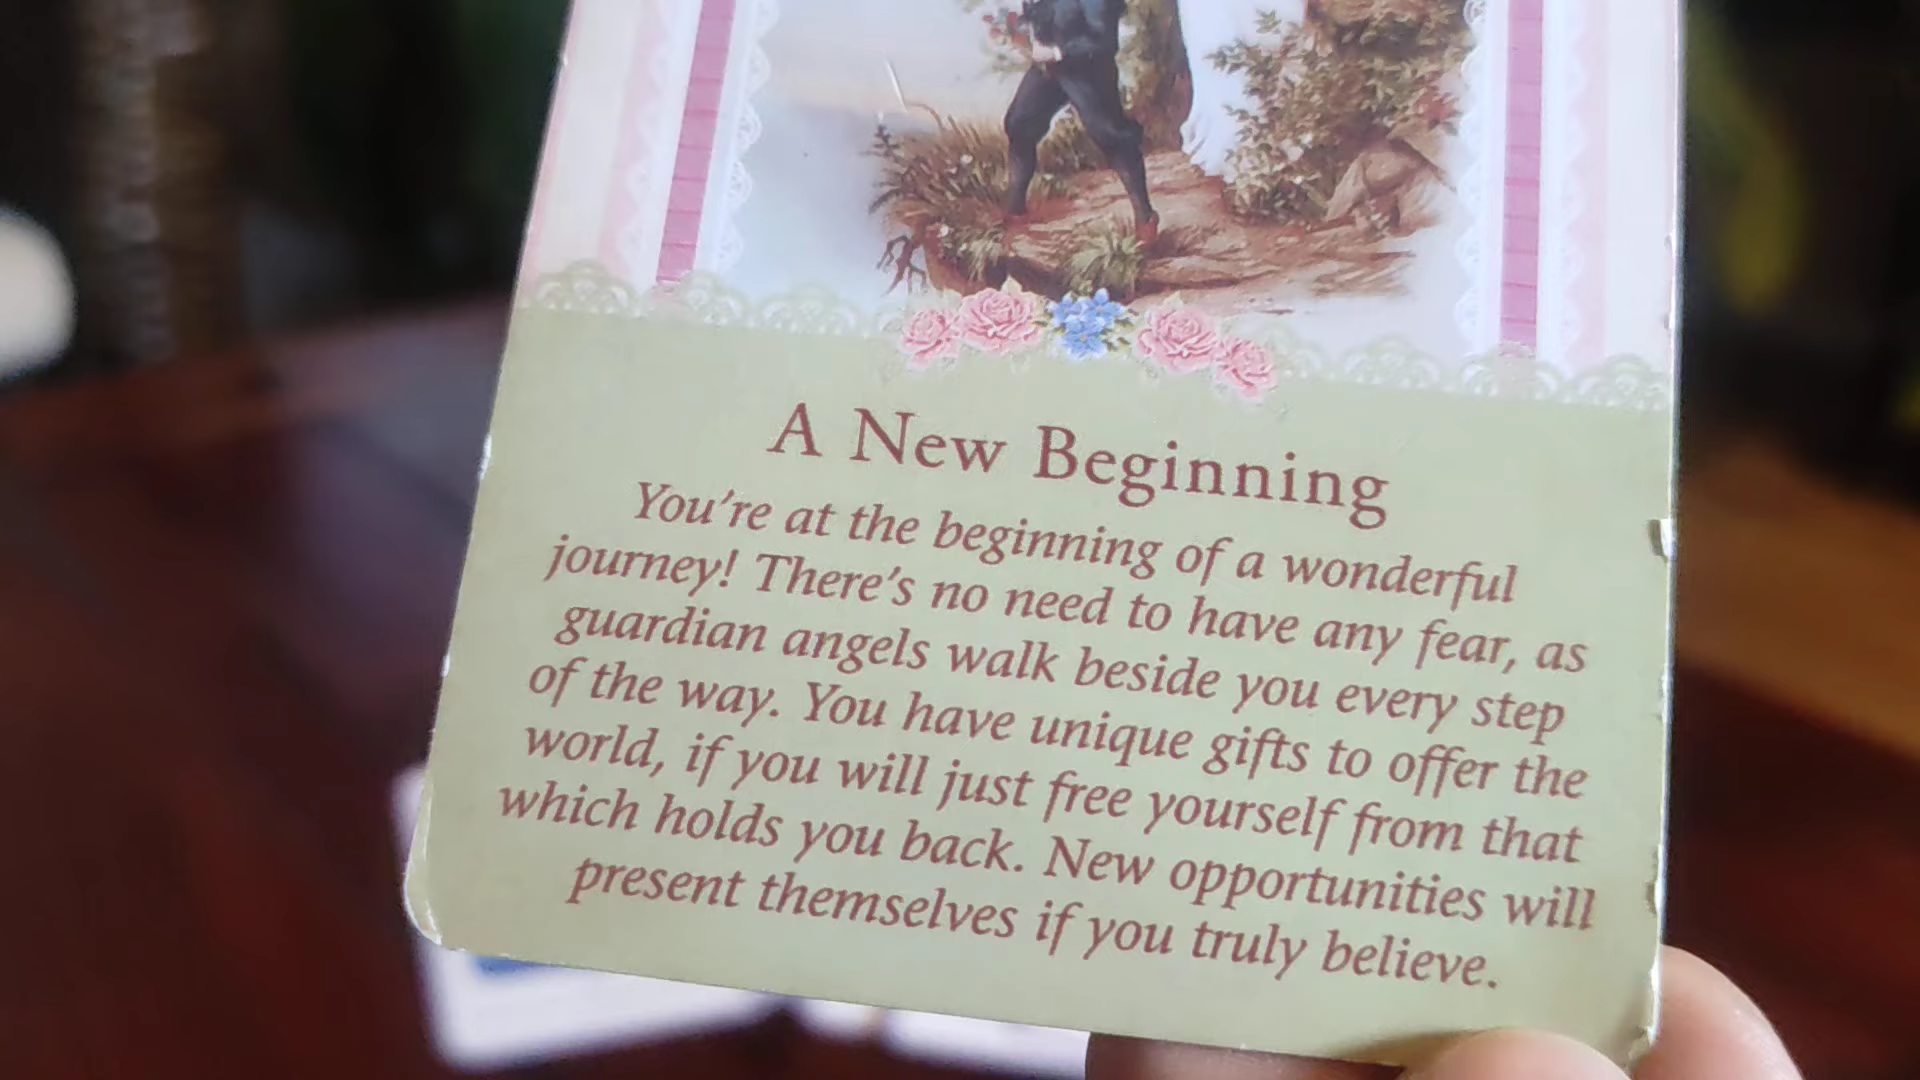 A New Beginning
You're at the beginning of a wonderful
journey! There's no need to have any fear, as
guardian angels walk beside you every step
of the way. You have unique gifts to offer the
world, if you will just free yourself from that
which holds you back. New opportunities will
present themselves if you truly believe.